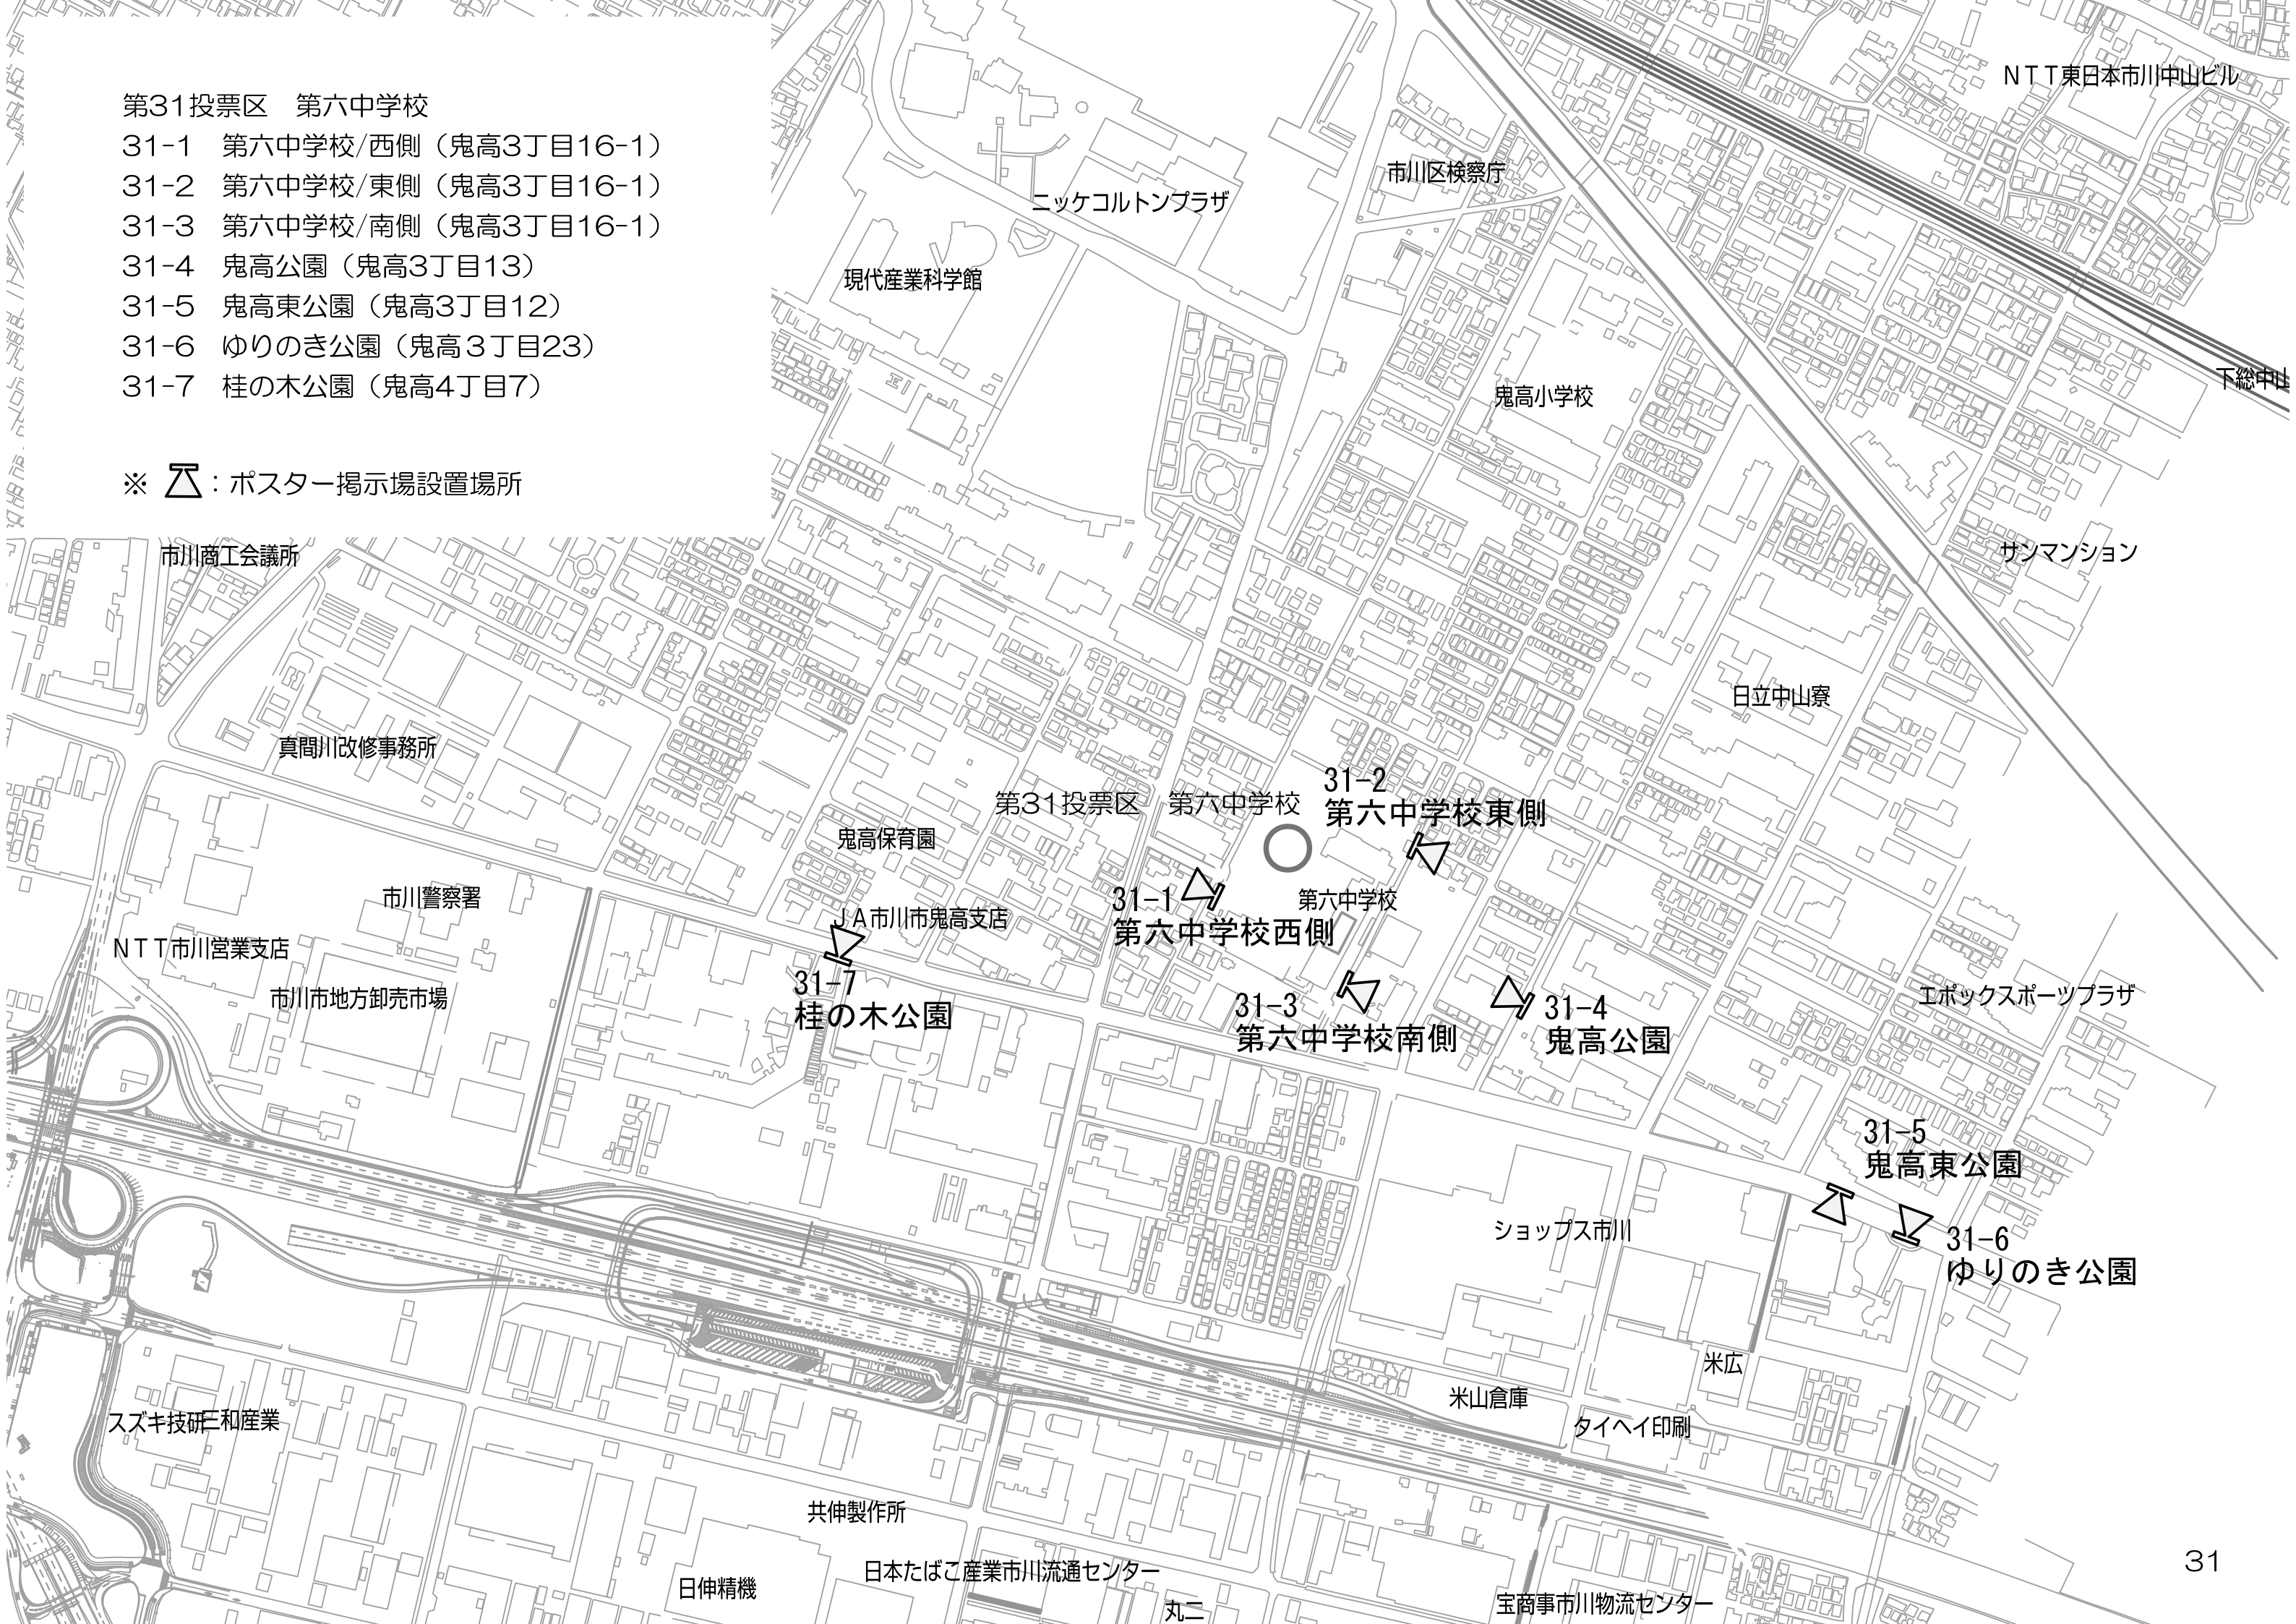 第31投票区　第六中学校
31-1　第六中学校/西側（鬼高3丁目16-1）
31-2　第六中学校/東側（鬼高3丁目16-1）
31-3　第六中学校/南側（鬼高3丁目16-1）
31-4　鬼高公園（鬼高3丁目13）
31-5　鬼高東公園（鬼高3丁目12）
31-6　ゆりのき公園（鬼高３丁目23）
31-7　桂の木公園（鬼高4丁目7）
※　：ポスター掲示場設置場所
ＮＴＴ東日本市川中山ビル
市川区検察庁
ニッケコルトンプラザ
現代産業科学館
下総中山
鬼高小学校
市川商工会議所
サンマンション
日立中山寮
真間川改修事務所
31-2
第六中学校東側
第31投票区　第六中学校
鬼高保育園
市川警察署
31-1
第六中学校西側
第六中学校
ＪＡ市川市鬼高支店
ＮＴＴ市川営業支店
市川市地方卸売市場
31-7
桂の木公園
31-3
第六中学校南側
31-4
鬼高公園
エポックスポーツプラザ
31-5
鬼高東公園
ショップス市川
31-6
ゆりのき公園
米広
米山倉庫
タイヘイ印刷
スズキ技研
三和産業
共伸製作所
日本たばこ産業市川流通センター
日伸精機
丸二
宝商事市川物流センター
31